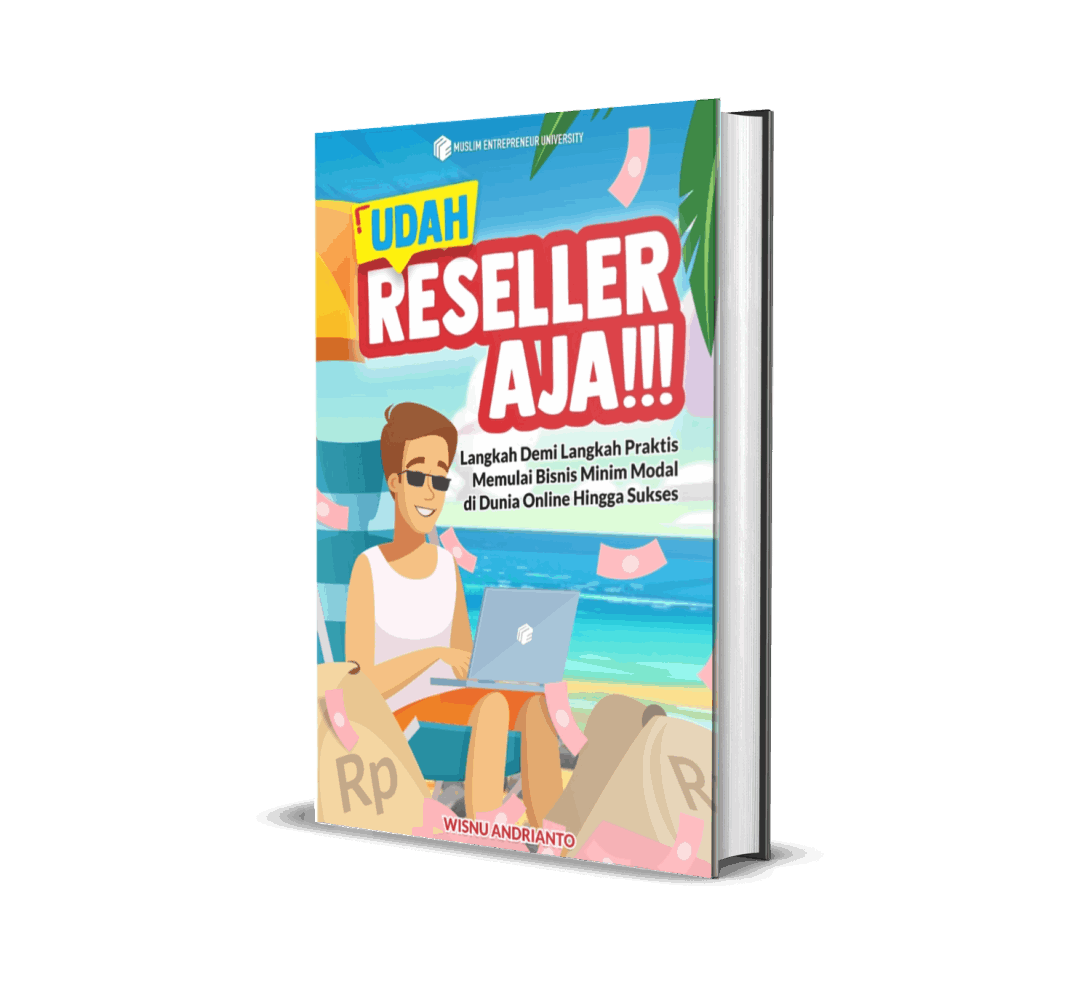 MUSLIM ENTREPRENEUR UNIVERSITY
UDAH
RESELLER
AJA!!!
Langkah Demi Langkah Praktis
Memulai Bisnis Minim Modal
di Dunia Online Hingga Sukses
Rp
R
WISNU ANDRIANTO